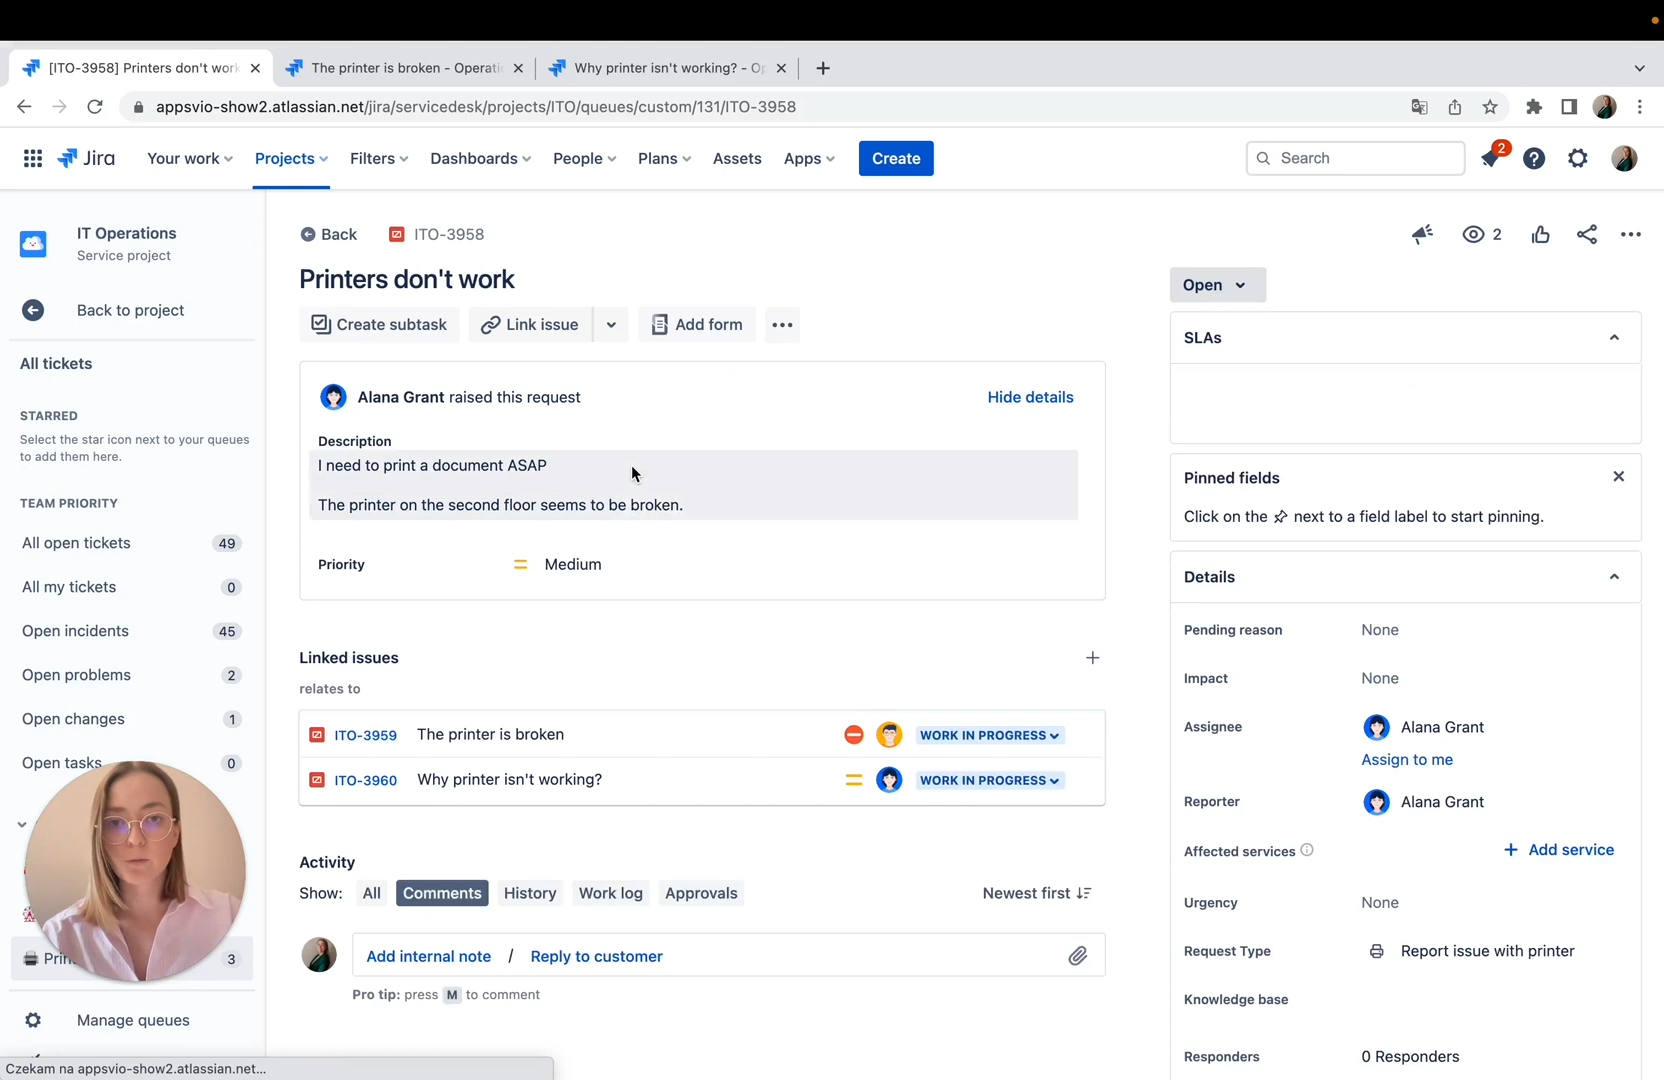 [ITO-3958] Printers don't work
The printer is broken - Operati
Why printer isn't working? - Op
appsvio-show2.atlassian.net/jira/servicedesk/projects/ITO/queues/custom/131/ITO-3958
Jira
Your work
Projects
Filters
Dashboards
People
Plans
Assets
Apps
Create
Search
2
IT Operations
Service project
Back to project
All tickets
STARRED
Select the star icon next to your queues
to add them here.
TEAM PRIORITY
All open tickets 49
All my tickets 0
Open incidents 45
Open problems 2
Open changes 1
Open tasks 0
3
Manage queues
Czekam na appsvio-show2.atlassian.net...
Back
ITO-3958
Printers don't work
Create subtask
Link issue
Add form
Alana Grant raised this request
Hide details
Description
I need to print a document ASAP
The printer on the second floor seems to be broken.
Priority
Medium
Linked issues
relates to
ITO-3959 The printer is broken WORK IN PROGRESS
ITO-3960 Why printer isn't working? WORK IN PROGRESS
Activity
Show: All Comments History Work log Approvals
Newest first
Add internal note / Reply to customer
Pro tip: press M to comment
2
Open
SLAs
Pinned fields
Click on the next to a field label to start pinning.
Details
Pending reason None
Impact None
Assignee Alana Grant
Assign to me
Reporter Alana Grant
Affected services Add service
Urgency None
Request Type Report issue with printer
Knowledge base
Responders 0 Responders